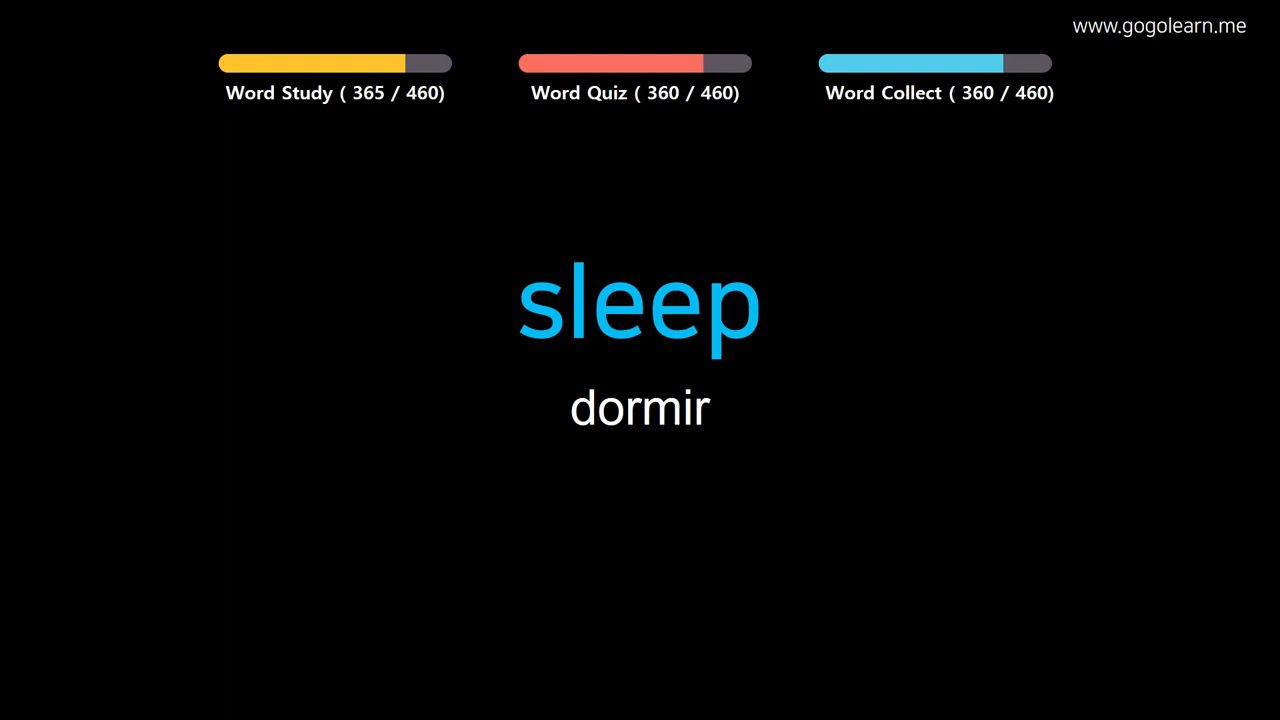 www.gogolearn.me
Word Study ( 365 / 460)
Word Quiz ( 360 / 460)
Word Collect ( 360 / 460)
sleep
dormir